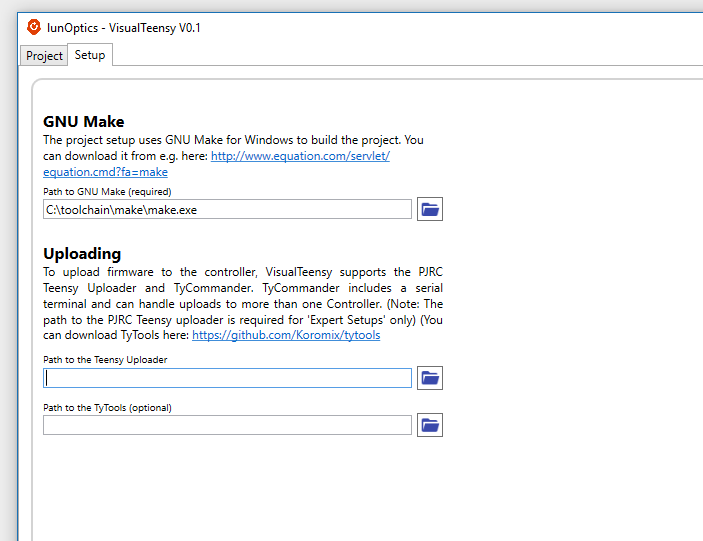 lunOptics - VisualTeensy V0.1
Project Setup
GNU Make
The project setup uses GNU Make for Windows to build the project. You
can download it from e.g. here: http://www.equation.com/servlet/
equation.cmd?fa=make
Path to GNU Make (required)
C:\toolchain\make\make.exe
Uploading
To upload firmware to the controller, VisualTeensy supports the PJRC
Teensy Uploader and TyCommander. TyCommander includes a serial
terminal and can handle uploads to more than one Controller. (Note: The
path to the PJRC Teensy uploader is required for 'Expert Setups' only) (You
can download TyTools here: https://github.com/Koromix/tytools
Path to the Teensy Uploader
Path to the TyTools (optional)